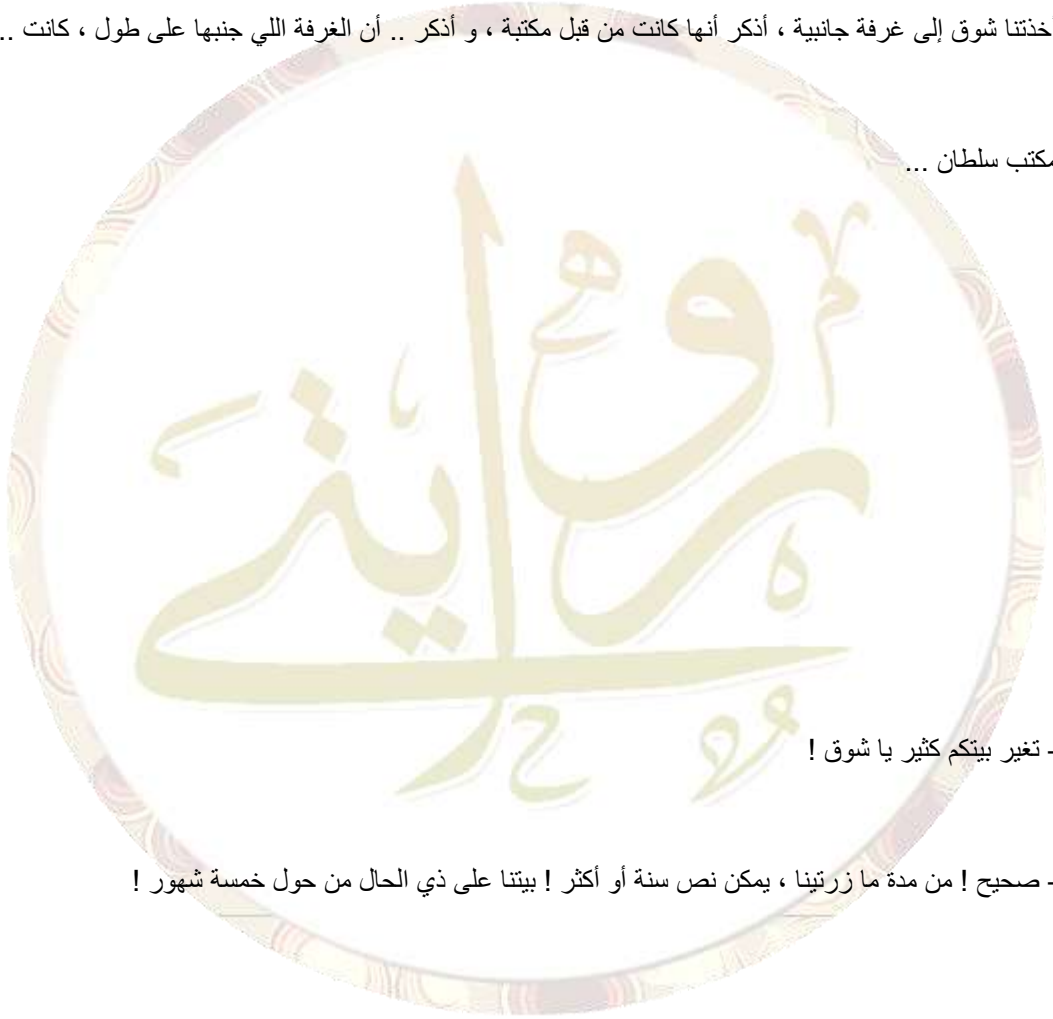 خذتنا شوق إلى غرفة جانبية ، أذكر أنها كانت من قبل مكتبة ، و أذكر .. أن الغرفة اللي جنبها على طول ، كانت ..
مكتب سلطان ...
روايتي
- تغير بيتكم كثير يا شوق !
- صحيح ! من مدة ما زرتينا ، يمكن نص سنة أو أكثر ! بيتنا على ذي الحال من حول خمسة شهور !